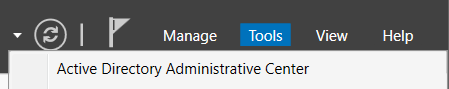 Manage Tools View Help
Active Directory Administrative Center